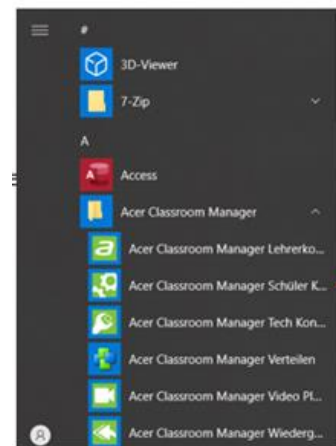 #
3D-Viewer
7-Zip
A
Access
Acer Classroom Manager
Acer Classroom Manager Lehrerko...
Acer Classroom Manager Schüler K...
Acer Classroom Manager Tech Kon...
Acer Classroom Manager Verteilen
Acer Classroom Manager Video Pl...
Acer Classroom Manager Wiederg...